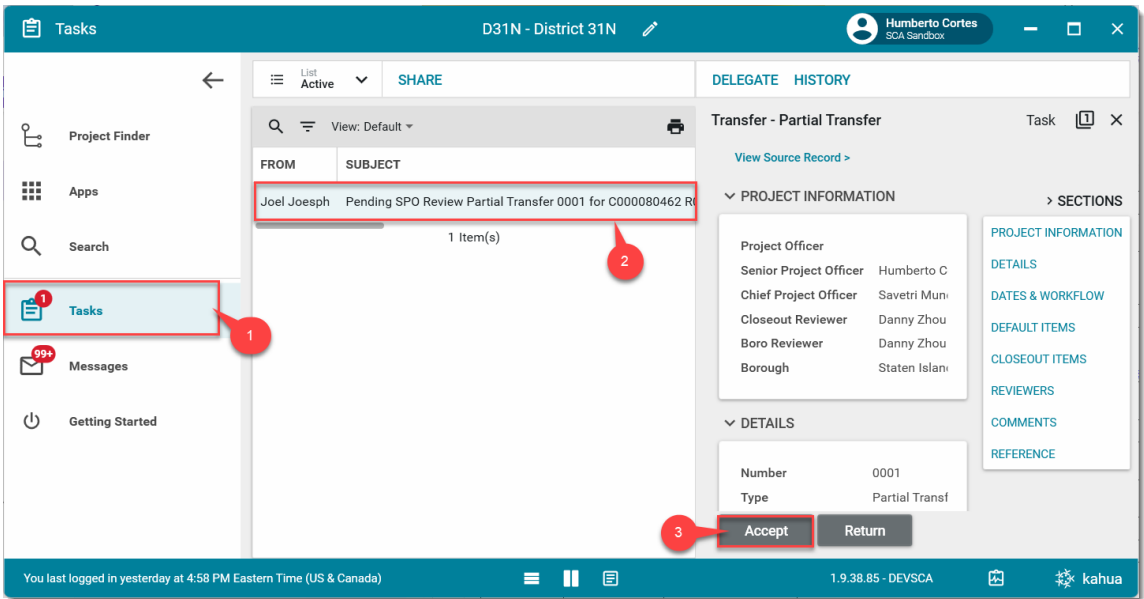 Tasks
D31N - District 31N
Humberto Cortes
SCA Sandbox
List
Active
SHARE
DELEGATE HISTORY
Project Finder
Apps
Search
1
Tasks
99+
Messages
Getting Started
View: Default
FROM SUBJECT
Joel Joesph Pending SPO Review Partial Transfer 0001 for C000080462 R
1 Item(s)
1
2
Transfer - Partial Transfer
Task 1
View Source Record >
PROJECT INFORMATION
Project Officer
Senior Project Officer Humberto C
Chief Project Officer Savetri Mun
Closeout Reviewer Danny Zhou
Boro Reviewer Danny Zhou
Borough Staten Islan
DETAILS
Number 0001
Type Partial Transf
> SECTIONS
PROJECT INFORMATION
DETAILS
DATES & WORKFLOW
DEFAULT ITEMS
CLOSEOUT ITEMS
REVIEWERS
COMMENTS
REFERENCE
3
Accept Return
You last logged in yesterday at 4:58 PM Eastern Time (US & Canada)
1.9.38.85 - DEVSCA
kahua